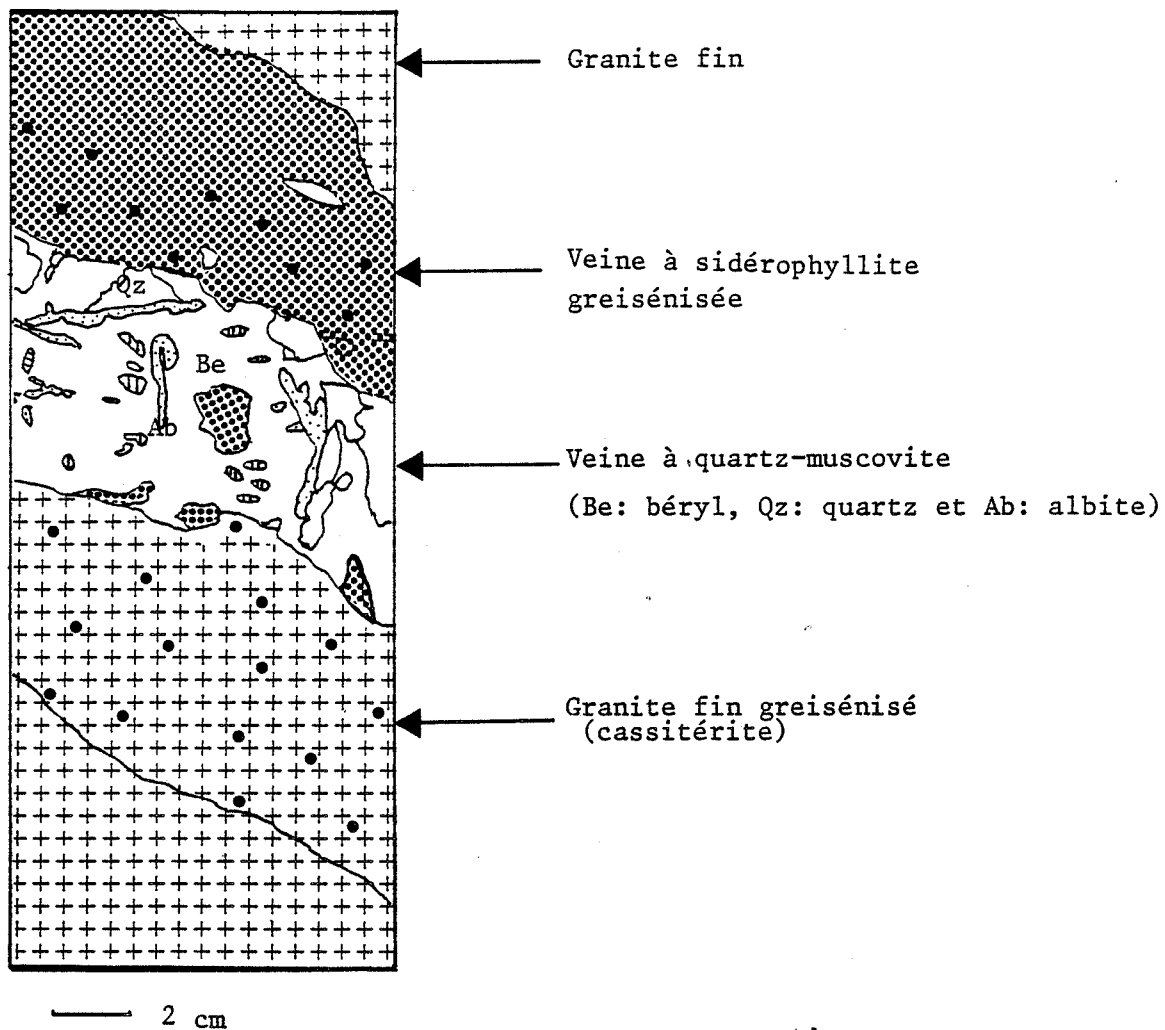 Granite fin
Veine à sidérophyllite
greisénisée
Qz
Be
Ab
Veine à quartz-muscovite
(Be: béryl, Qz: quartz et Ab: albite)
Granite fin greisénisé
(cassitérite)
2 cm